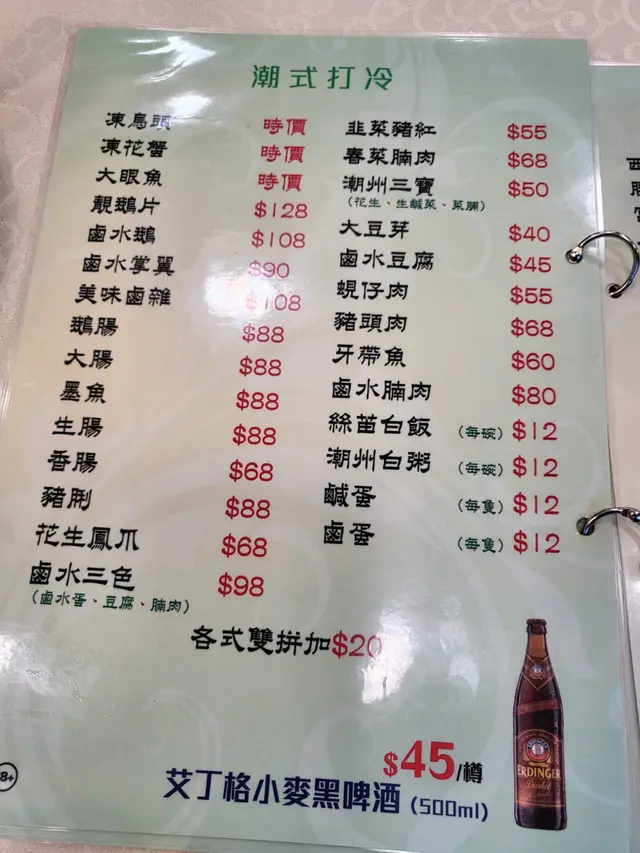 潮式打冷
凍烏頭 時價
凍花蟹 時價
大眼魚 時價
靚鵝片 $128
鹵水鵝 $108
鹵水掌翼 $90
美味鹵雜 $108
鵝腸 $88
大腸 $88
墨魚 $88
生腸 $88
香腸 $68
豬脷 $88
花生鳳爪 $68
鹵水三色 $98
(鹵水蛋、豆腐、腩肉)
韭菜豬紅 $55
春菜腩肉 $68
潮州三寶 $50
(花生、生鹹菜、菜脯)
大豆芽 $40
鹵水豆腐 $45
蜆仔肉 $55
豬頭肉 $68
牙帶魚 $60
鹵水腩肉 $80
絲苗白飯 (每碗) $12
潮州白粥 (每碗) $12
鹹蛋 (每隻) $12
鹵蛋 (每隻) $12
各式雙拼加$20
$45/樽
艾丁格小麥黑啤酒 (500ml)
ERDINGER
Dunkel
8+